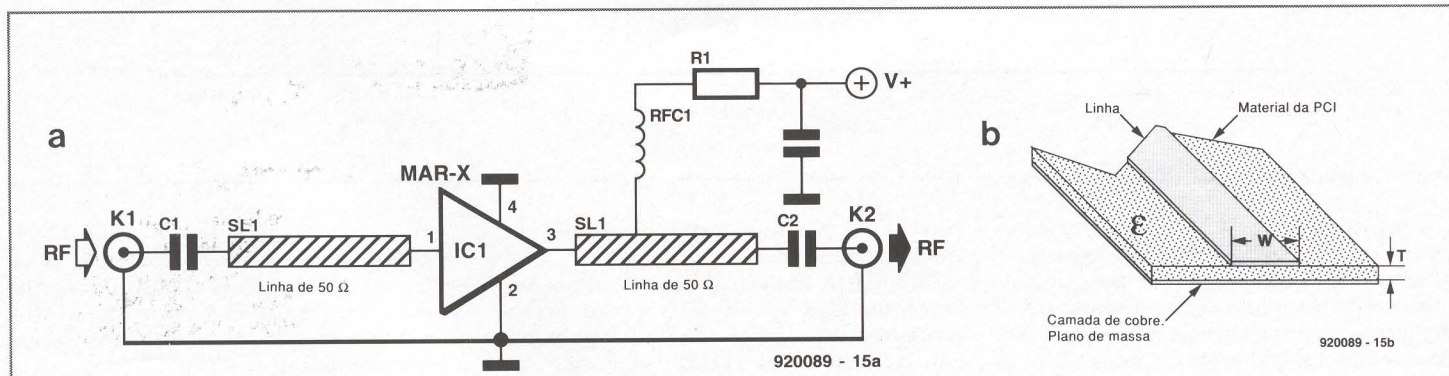 a
RF
K1
C1
SL1
Linha de 50 Ω
MAR-X
1
IC1
4
2
3
SL1
Linha de 50 Ω
RFC1
R1
V+
C2
K2
RF
920089 - 15a
b
Linha
Material da PCI
ε
W
T
Camada de cobre.
Plano de massa
920089 - 15b